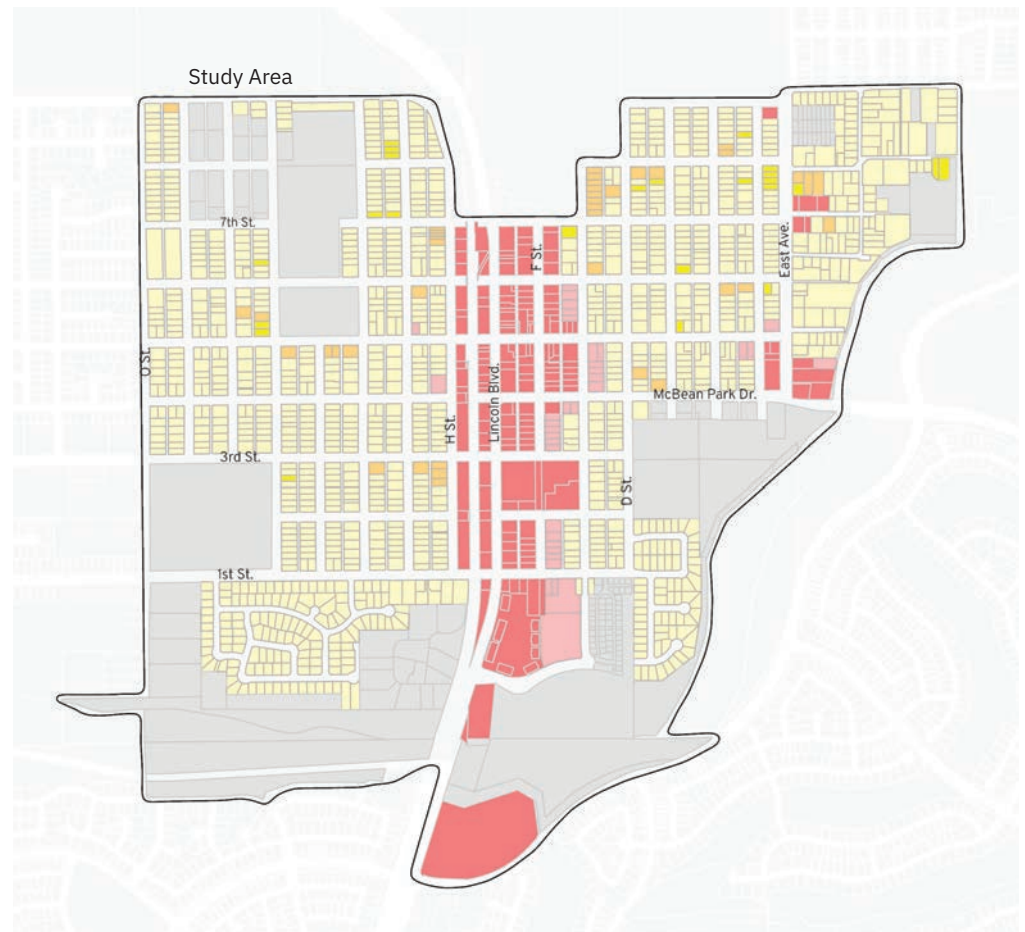 Study Area
7th St.
F St.
East Ave.
O St.
Lincoln Blvd.
McBean Park Dr.
H St.
3rd St.
D St.
1st St.